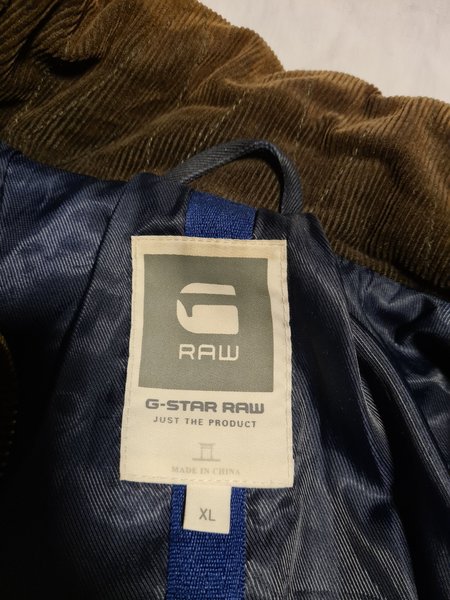 RAW
G-STAR RAW
JUST THE PRODUCT
MADE IN CHINA
XL